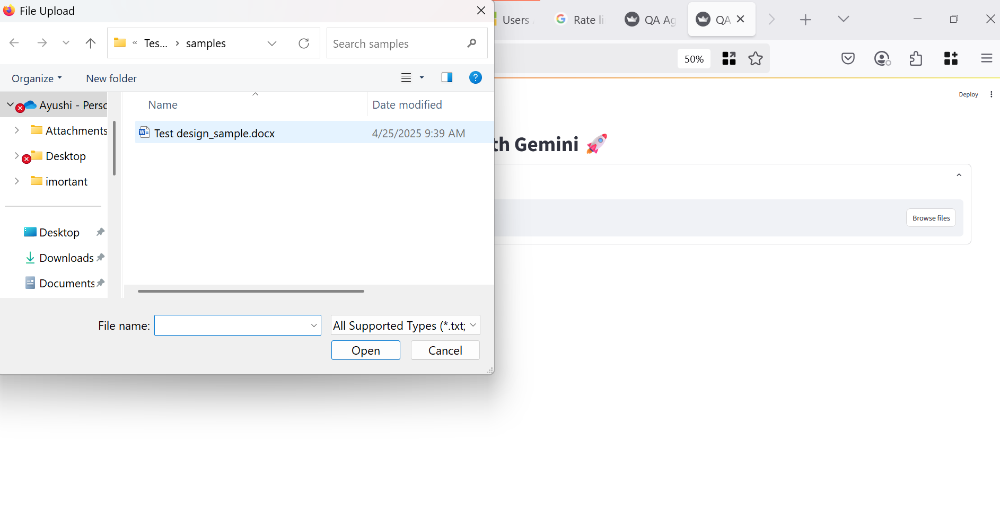 File Upload
Users
Rate li
QA Ag
QA
« Tes... › samples
Search samples
50%
Organize
New folder
?
Deploy
Ayushi - Perso
Name
Date modified
Attachments
Test design_sample.docx
4/25/2025 9:39 AM
th Gemini 🚀
Desktop
imortant
Browse files
Desktop
Downloads
Documents
File name:
All Supported Types (*.txt;
Open
Cancel